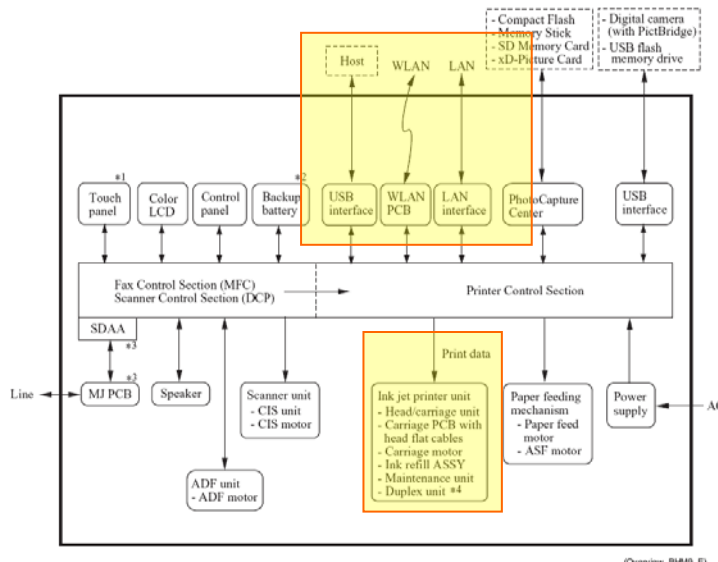 - Compact Flash
- Memory Stick
- SD Memory Card
- xD-Picture Card
- Digital camera
(with PictBridge)
- USB flash
memory drive
Host
WLAN
LAN
*1
Touch
panel
Color
LCD
Control
panel
*2
Backup
battery
USB
interface
WLAN
PCB
LAN
interface
PhotoCapture
Center
USB
interface
Fax Control Section (MFC)
Scanner Control Section (DCP)
Printer Control Section
SDAA
*3
Print data
Line
*3
MJ PCB
Speaker
Scanner unit
- CIS unit
- CIS motor
Ink jet printer unit
- Head/carriage unit
- Carriage PCB with
head flat cables
- Carriage motor
- Ink refill ASSY
- Maintenance unit
- Duplex unit *4
Paper feeding
mechanism
- Paper feed
motor
- ASF motor
Power
supply
ADF unit
- ADF motor